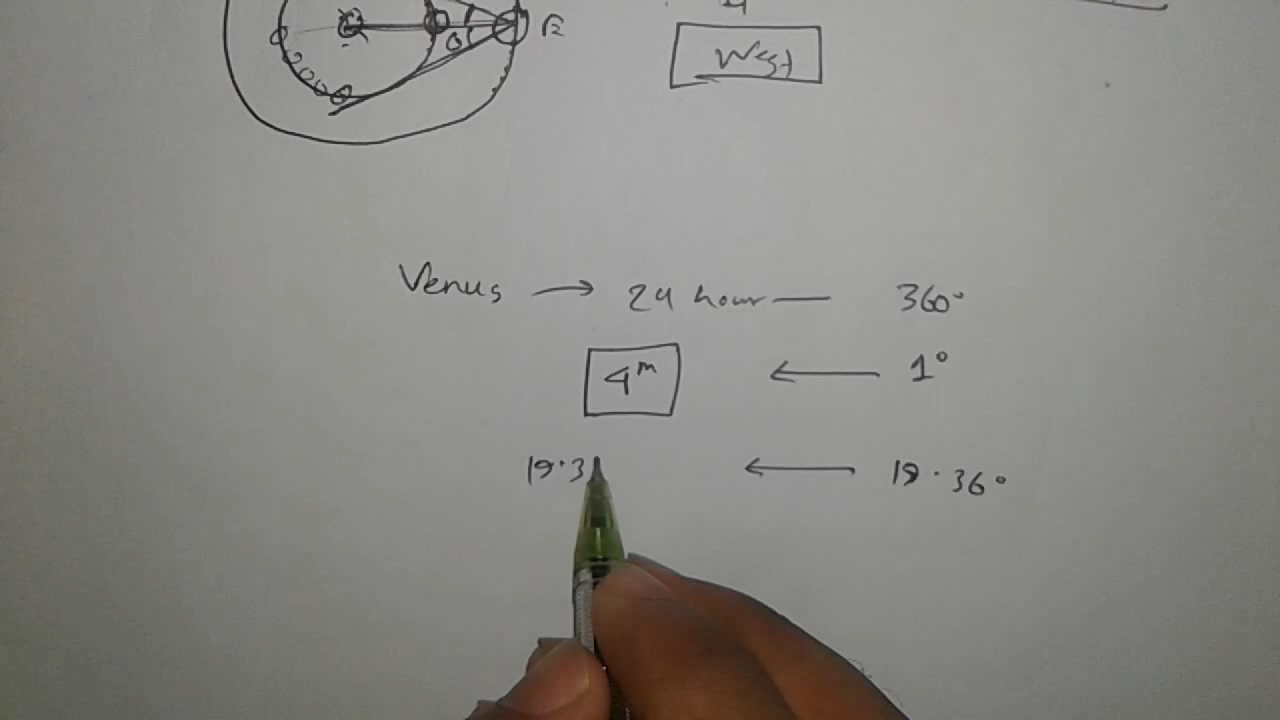 E
West
Venus → 24 hour — 360°
4ᵐ ← 1°
19.3 ← 19.36°